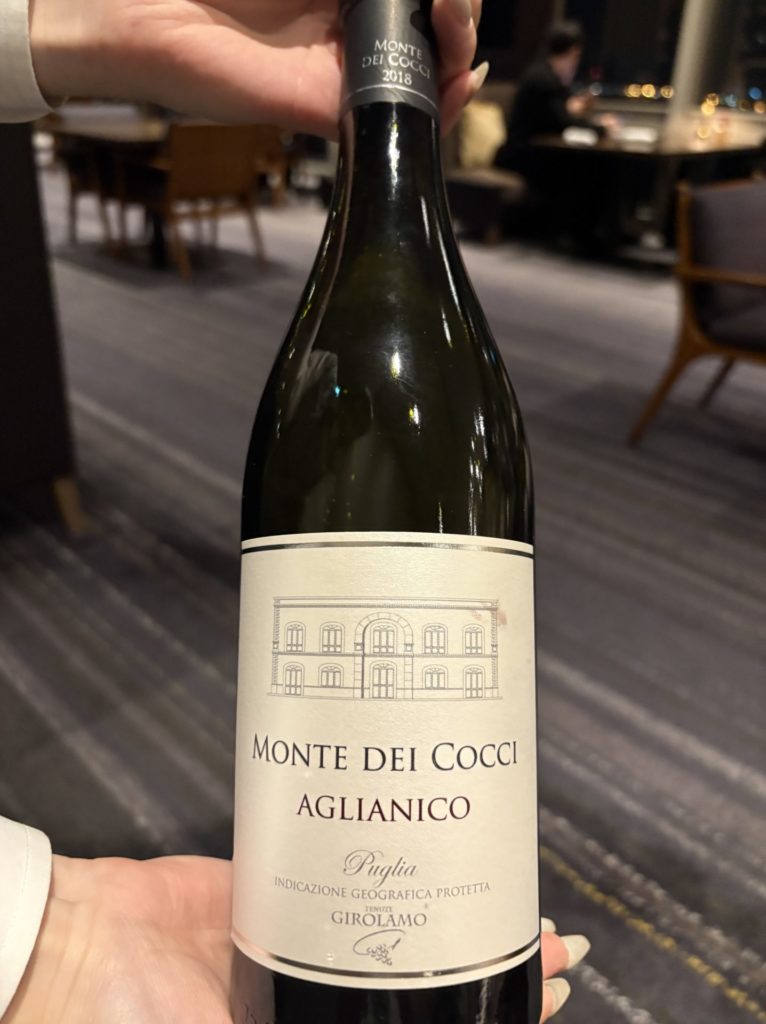 MONTE
DEI COCCI
2018
MONTE DEI COCCI
AGLIANICO
Puglia
INDICAZIONE GEOGRAFICA PROTETTA
TENUTE
GIROLAMO®